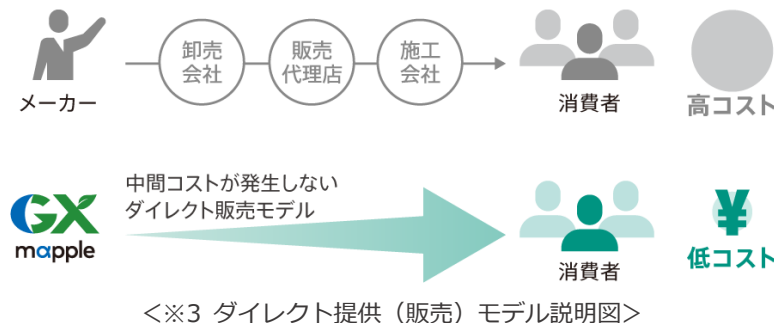 卸売
会社
販売
代理店
施工
会社
メーカー
消費者
高コスト
中間コストが発生しない
ダイレクト販売モデル
GX
mapple
¥
消費者
低コスト
<※3 ダイレクト提供（販売）モデル説明図>